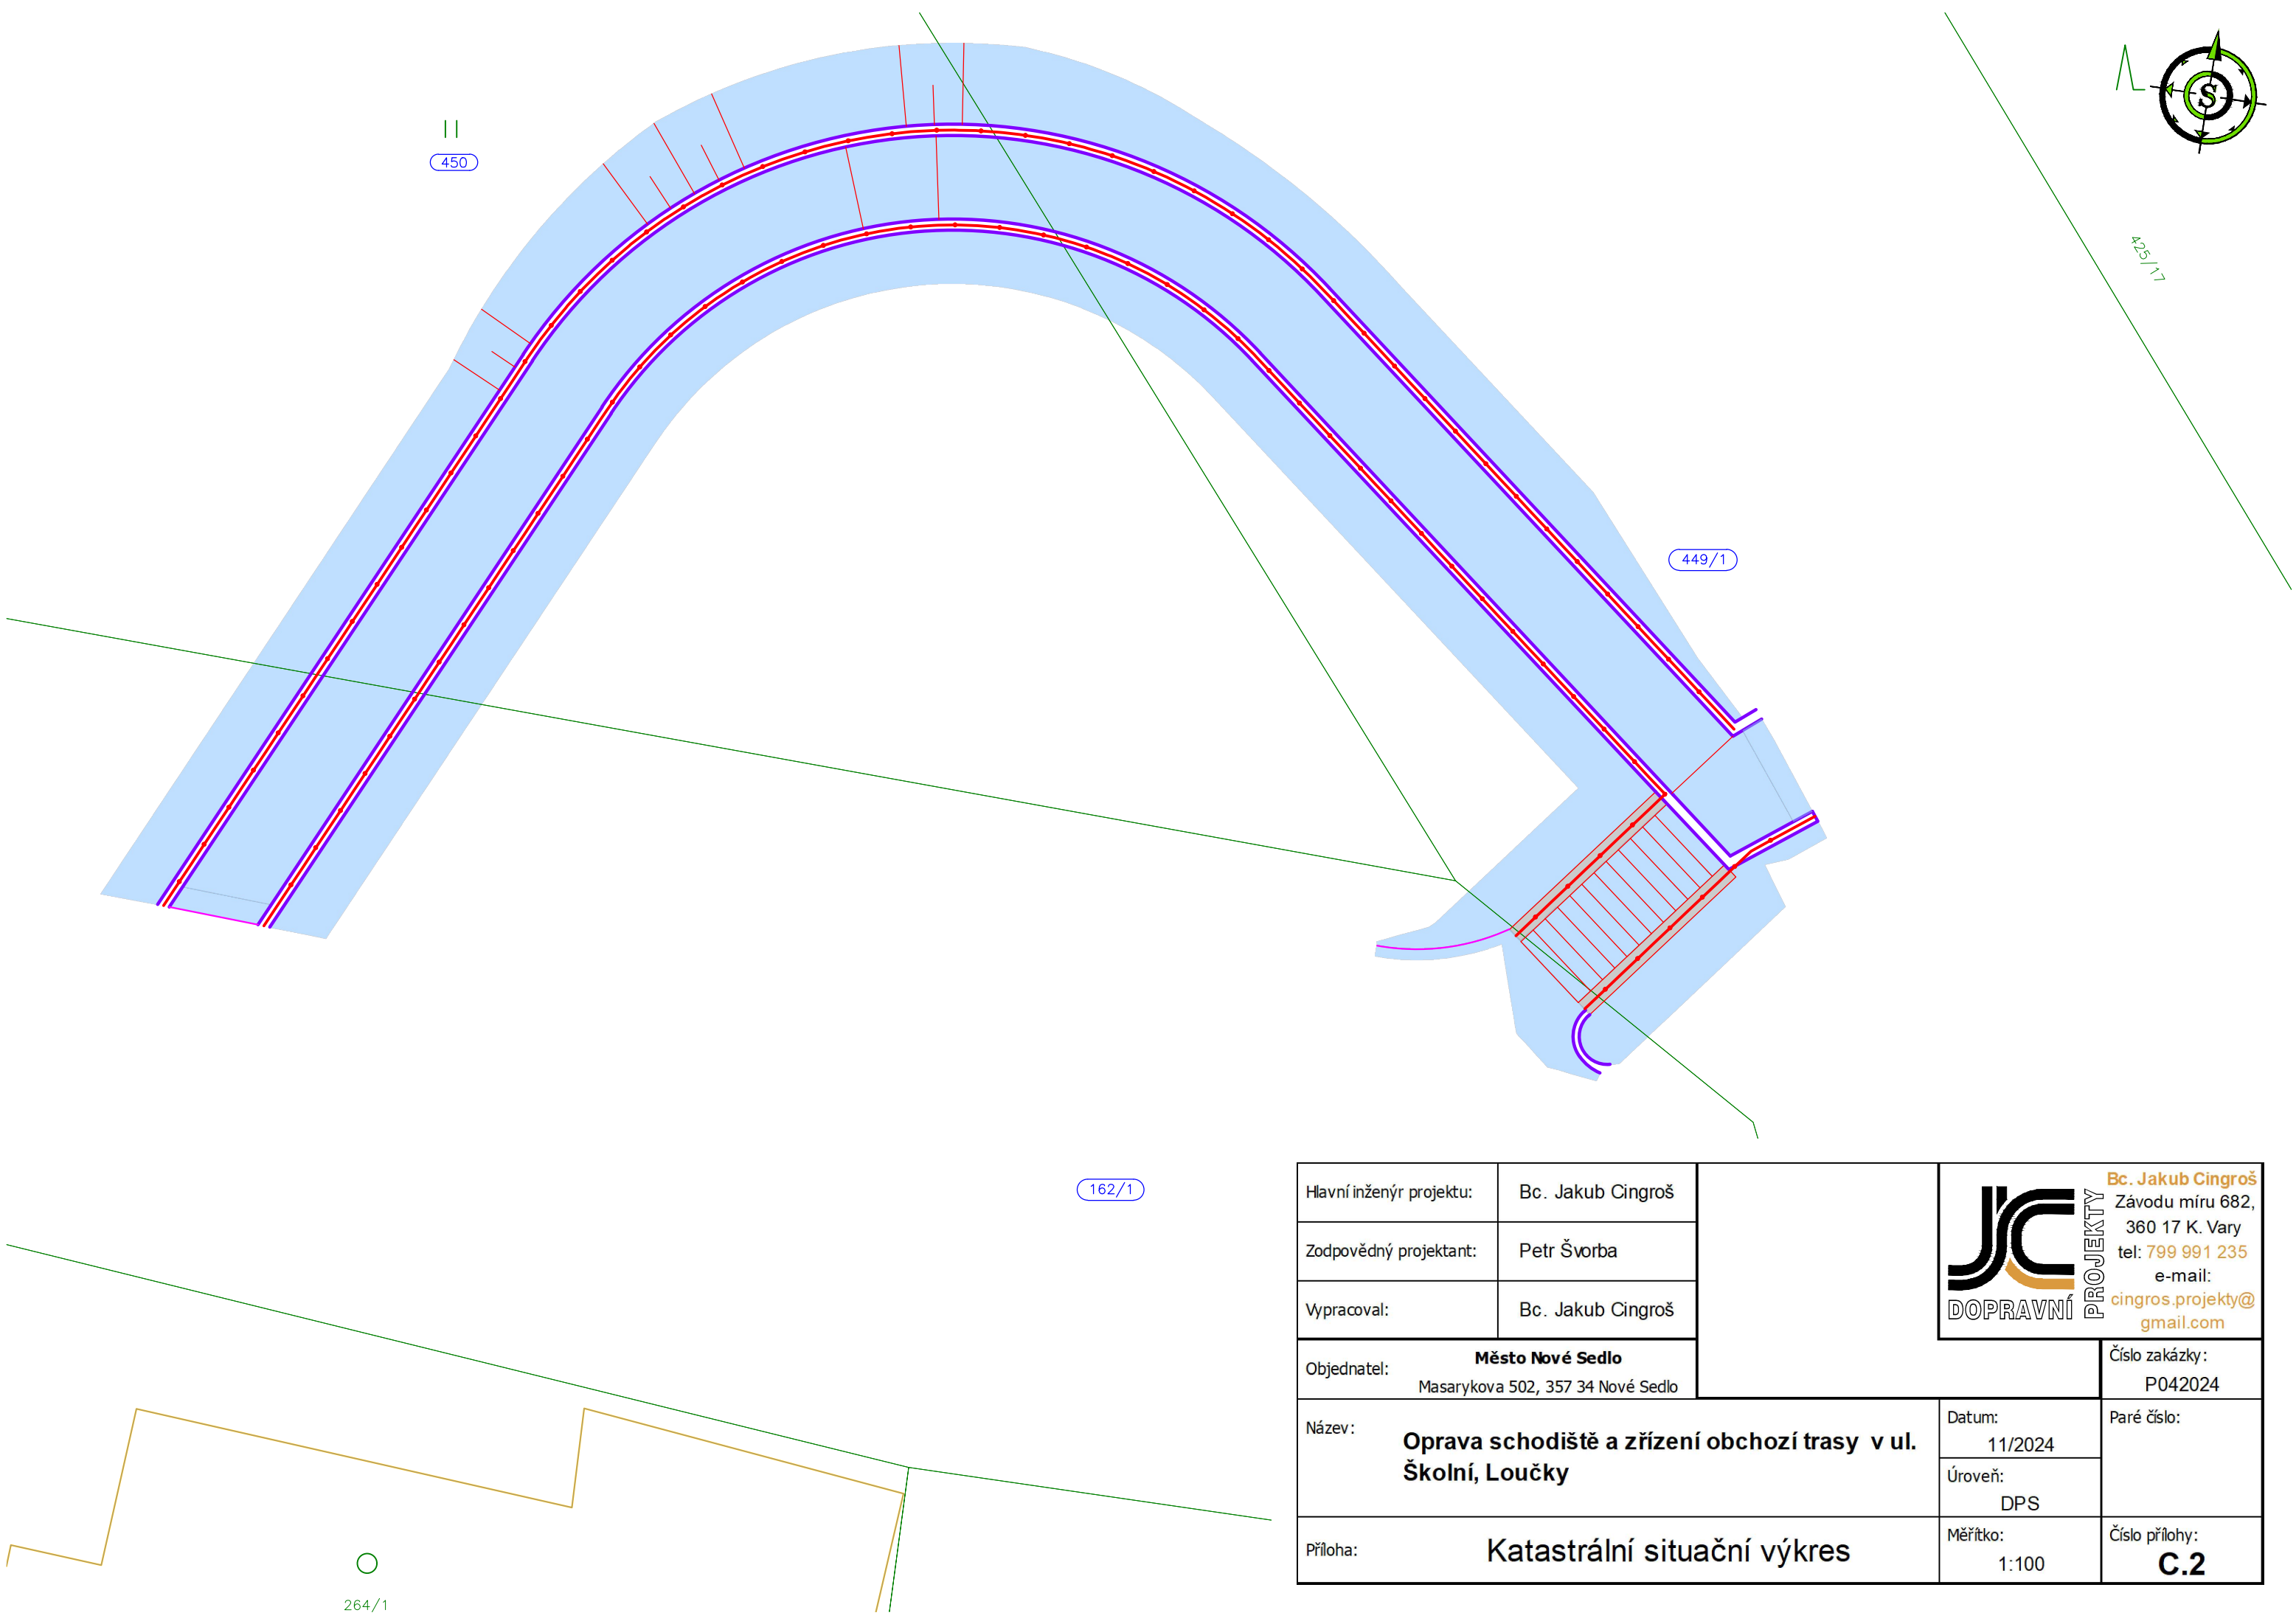 S
450
425/17
449/1
162/1
264/1
Hlavní inženýr projektu:
Bc. Jakub Cingroš
Zodpovědný projektant:
Petr Švorba
Vypracoval:
Bc. Jakub Cingroš
JC
DOPRAVNÍ
PROJEKTY
Bc. Jakub Cingroš
Závodu míru 682,
360 17 K. Vary
tel: 799 991 235
e-mail:
cingros.projekty@
gmail.com
Objednatel:
Město Nové Sedlo
Masarykova 502, 357 34 Nové Sedlo
Číslo zakázky:
P042024
Název:
Oprava schodiště a zřízení obchozí trasy v ul.
Školní, Loučky
Datum:
11/2024
Paré číslo:
Úroveň:
DPS
Příloha:
Katastrální situační výkres
Měřítko:
1:100
Číslo přílohy:
C.2